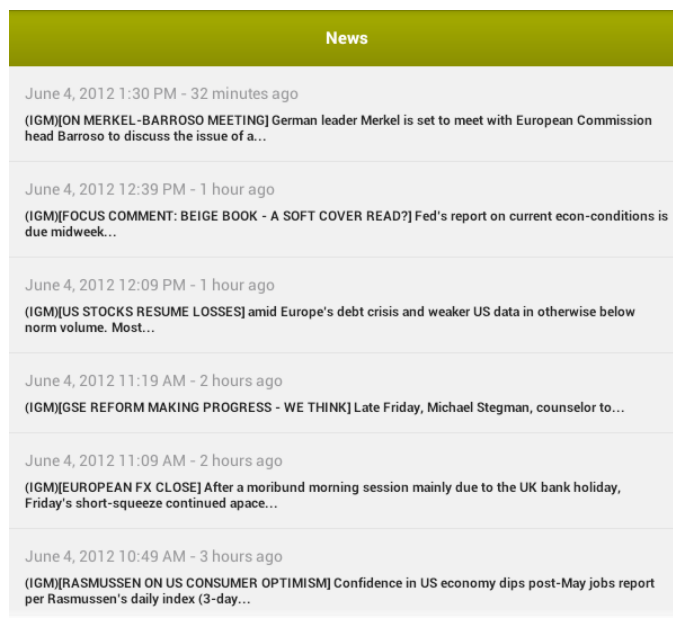 News
June 4, 2012 1:30 PM - 32 minutes ago
(IGM)[ON MERKEL-BARROSO MEETING] German leader Merkel is set to meet with European Commission
head Barroso to discuss the issue of a...
June 4, 2012 12:39 PM - 1 hour ago
(IGM)[FOCUS COMMENT: BEIGE BOOK - A SOFT COVER READ?] Fed's report on current econ-conditions is
due midweek...
June 4, 2012 12:09 PM - 1 hour ago
(IGM)[US STOCKS RESUME LOSSES] amid Europe's debt crisis and weaker US data in otherwise below
norm volume. Most...
June 4, 2012 11:19 AM - 2 hours ago
(IGM)[GSE REFORM MAKING PROGRESS - WE THINK] Late Friday, Michael Stegman, counselor to...
June 4, 2012 11:09 AM - 2 hours ago
(IGM)[EUROPEAN FX CLOSE] After a moribund morning session mainly due to the UK bank holiday,
Friday's short-squeeze continued apace...
June 4, 2012 10:49 AM - 3 hours ago
(IGM)[RASMUSSEN ON US CONSUMER OPTIMISM] Confidence in US economy dips post-May jobs report
per Rasmussen's daily index (3-day...